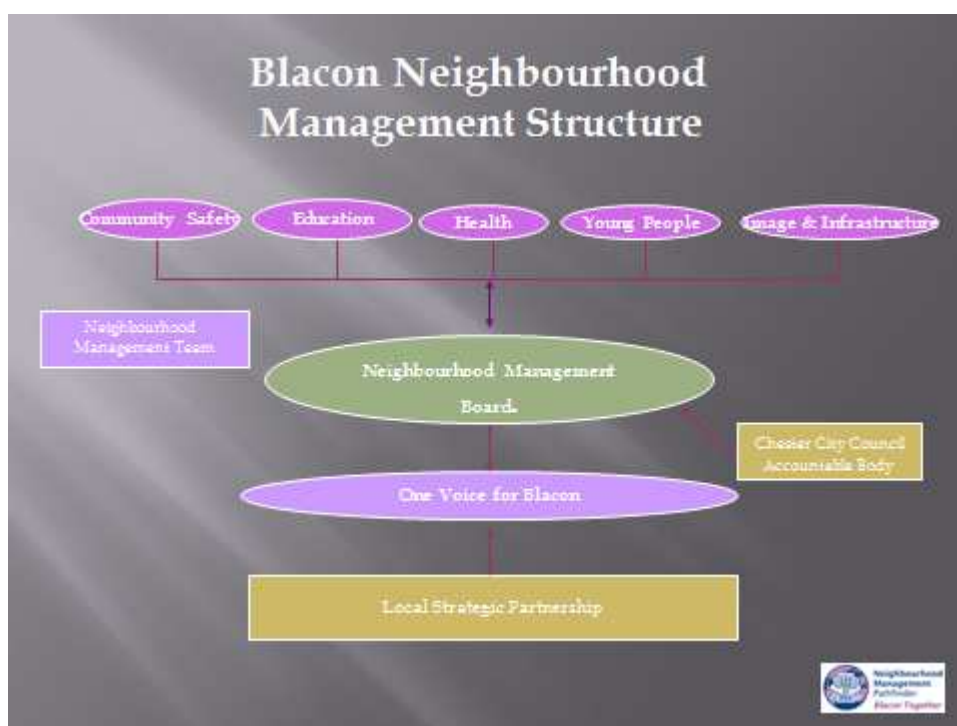 Blacon Neighbourhood
Management Structure
Community Safety
Education
Health
Young People
Image & Infrastructure
Neighbourhood
Management Team
Neighbourhood Management
Board.
Chester City Council
Accountable Body
One Voice for Blacon
Local Strategic Partnership
Neighbourhood
Management
Pathfinder
Blacon Together